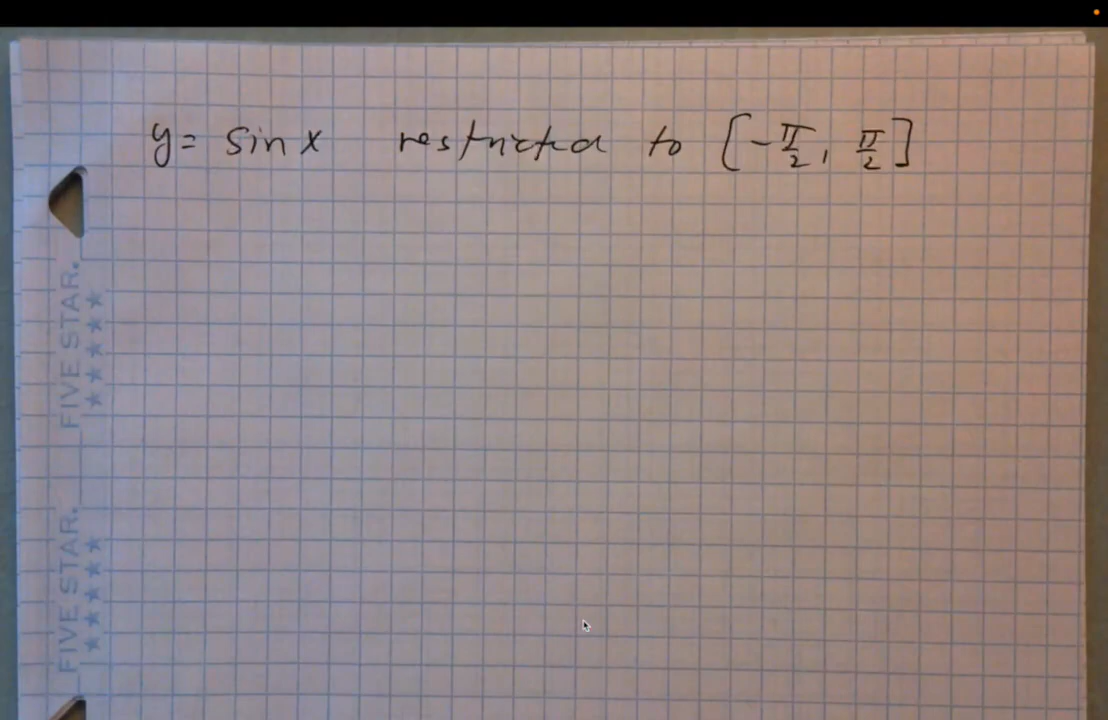 y = sin x restricted to [-π/2, π/2]
FIVE STAR.
★★★★★
FIVE STAR.
★★★★★